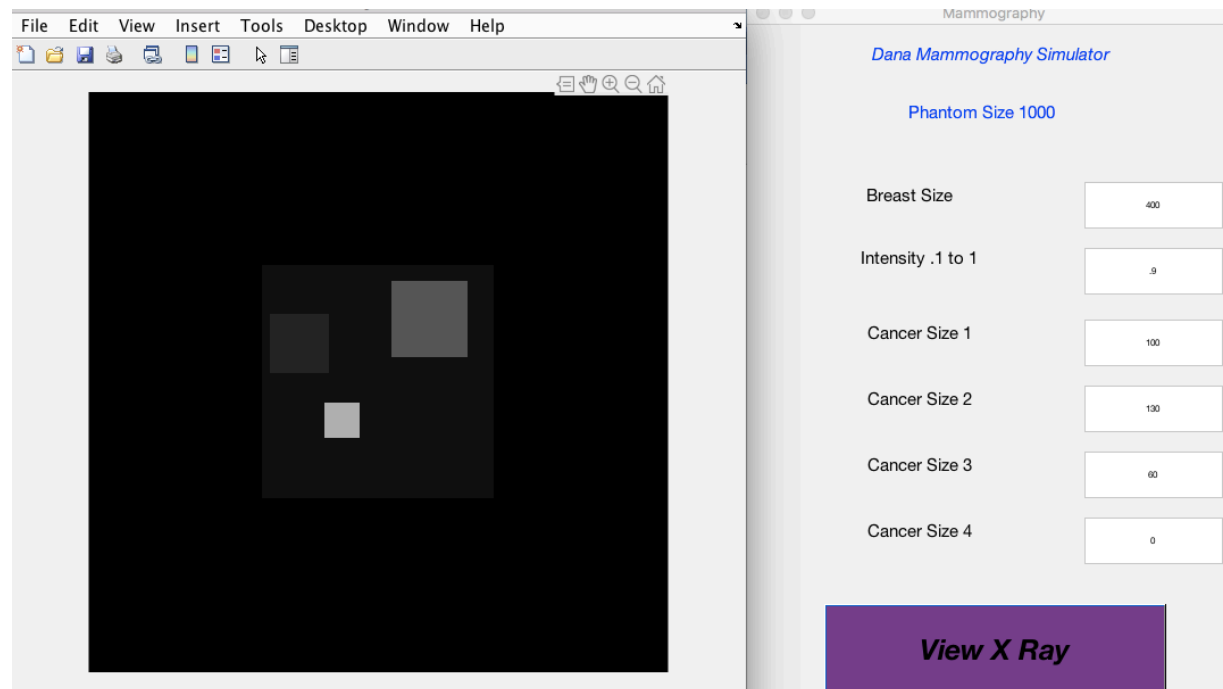 File Edit View Insert Tools Desktop Window Help
Mammography
Dana Mammography Simulator
Phantom Size 1000
Breast Size 400
Intensity .1 to 1 .9
Cancer Size 1 100
Cancer Size 2 130
Cancer Size 3 60
Cancer Size 4 0
View X Ray